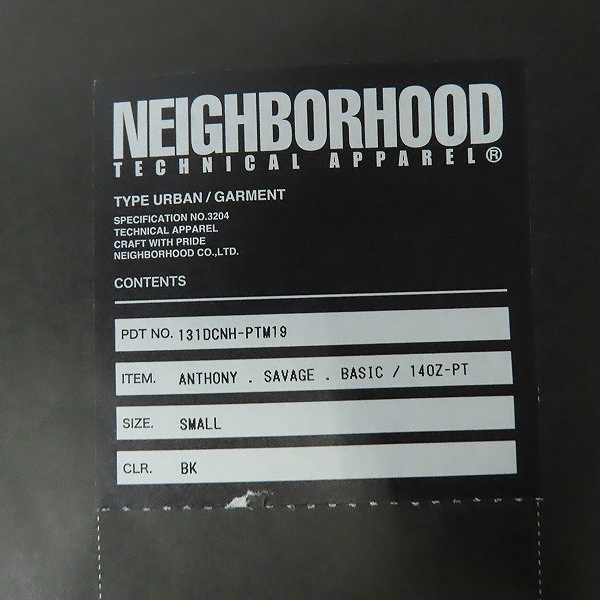 NEIGHBORHOOD
TECHNICAL APPAREL®
TYPE URBAN / GARMENT
SPECIFICATION NO.3204
TECHNICAL APPAREL
CRAFT WITH PRIDE
NEIGHBORHOOD CO.,LTD.
CONTENTS
PDT NO. 131DCNH-PTM19
ITEM. ANTHONY . SAVAGE . BASIC / 14OZ-PT
SIZE. SMALL
CLR. BK